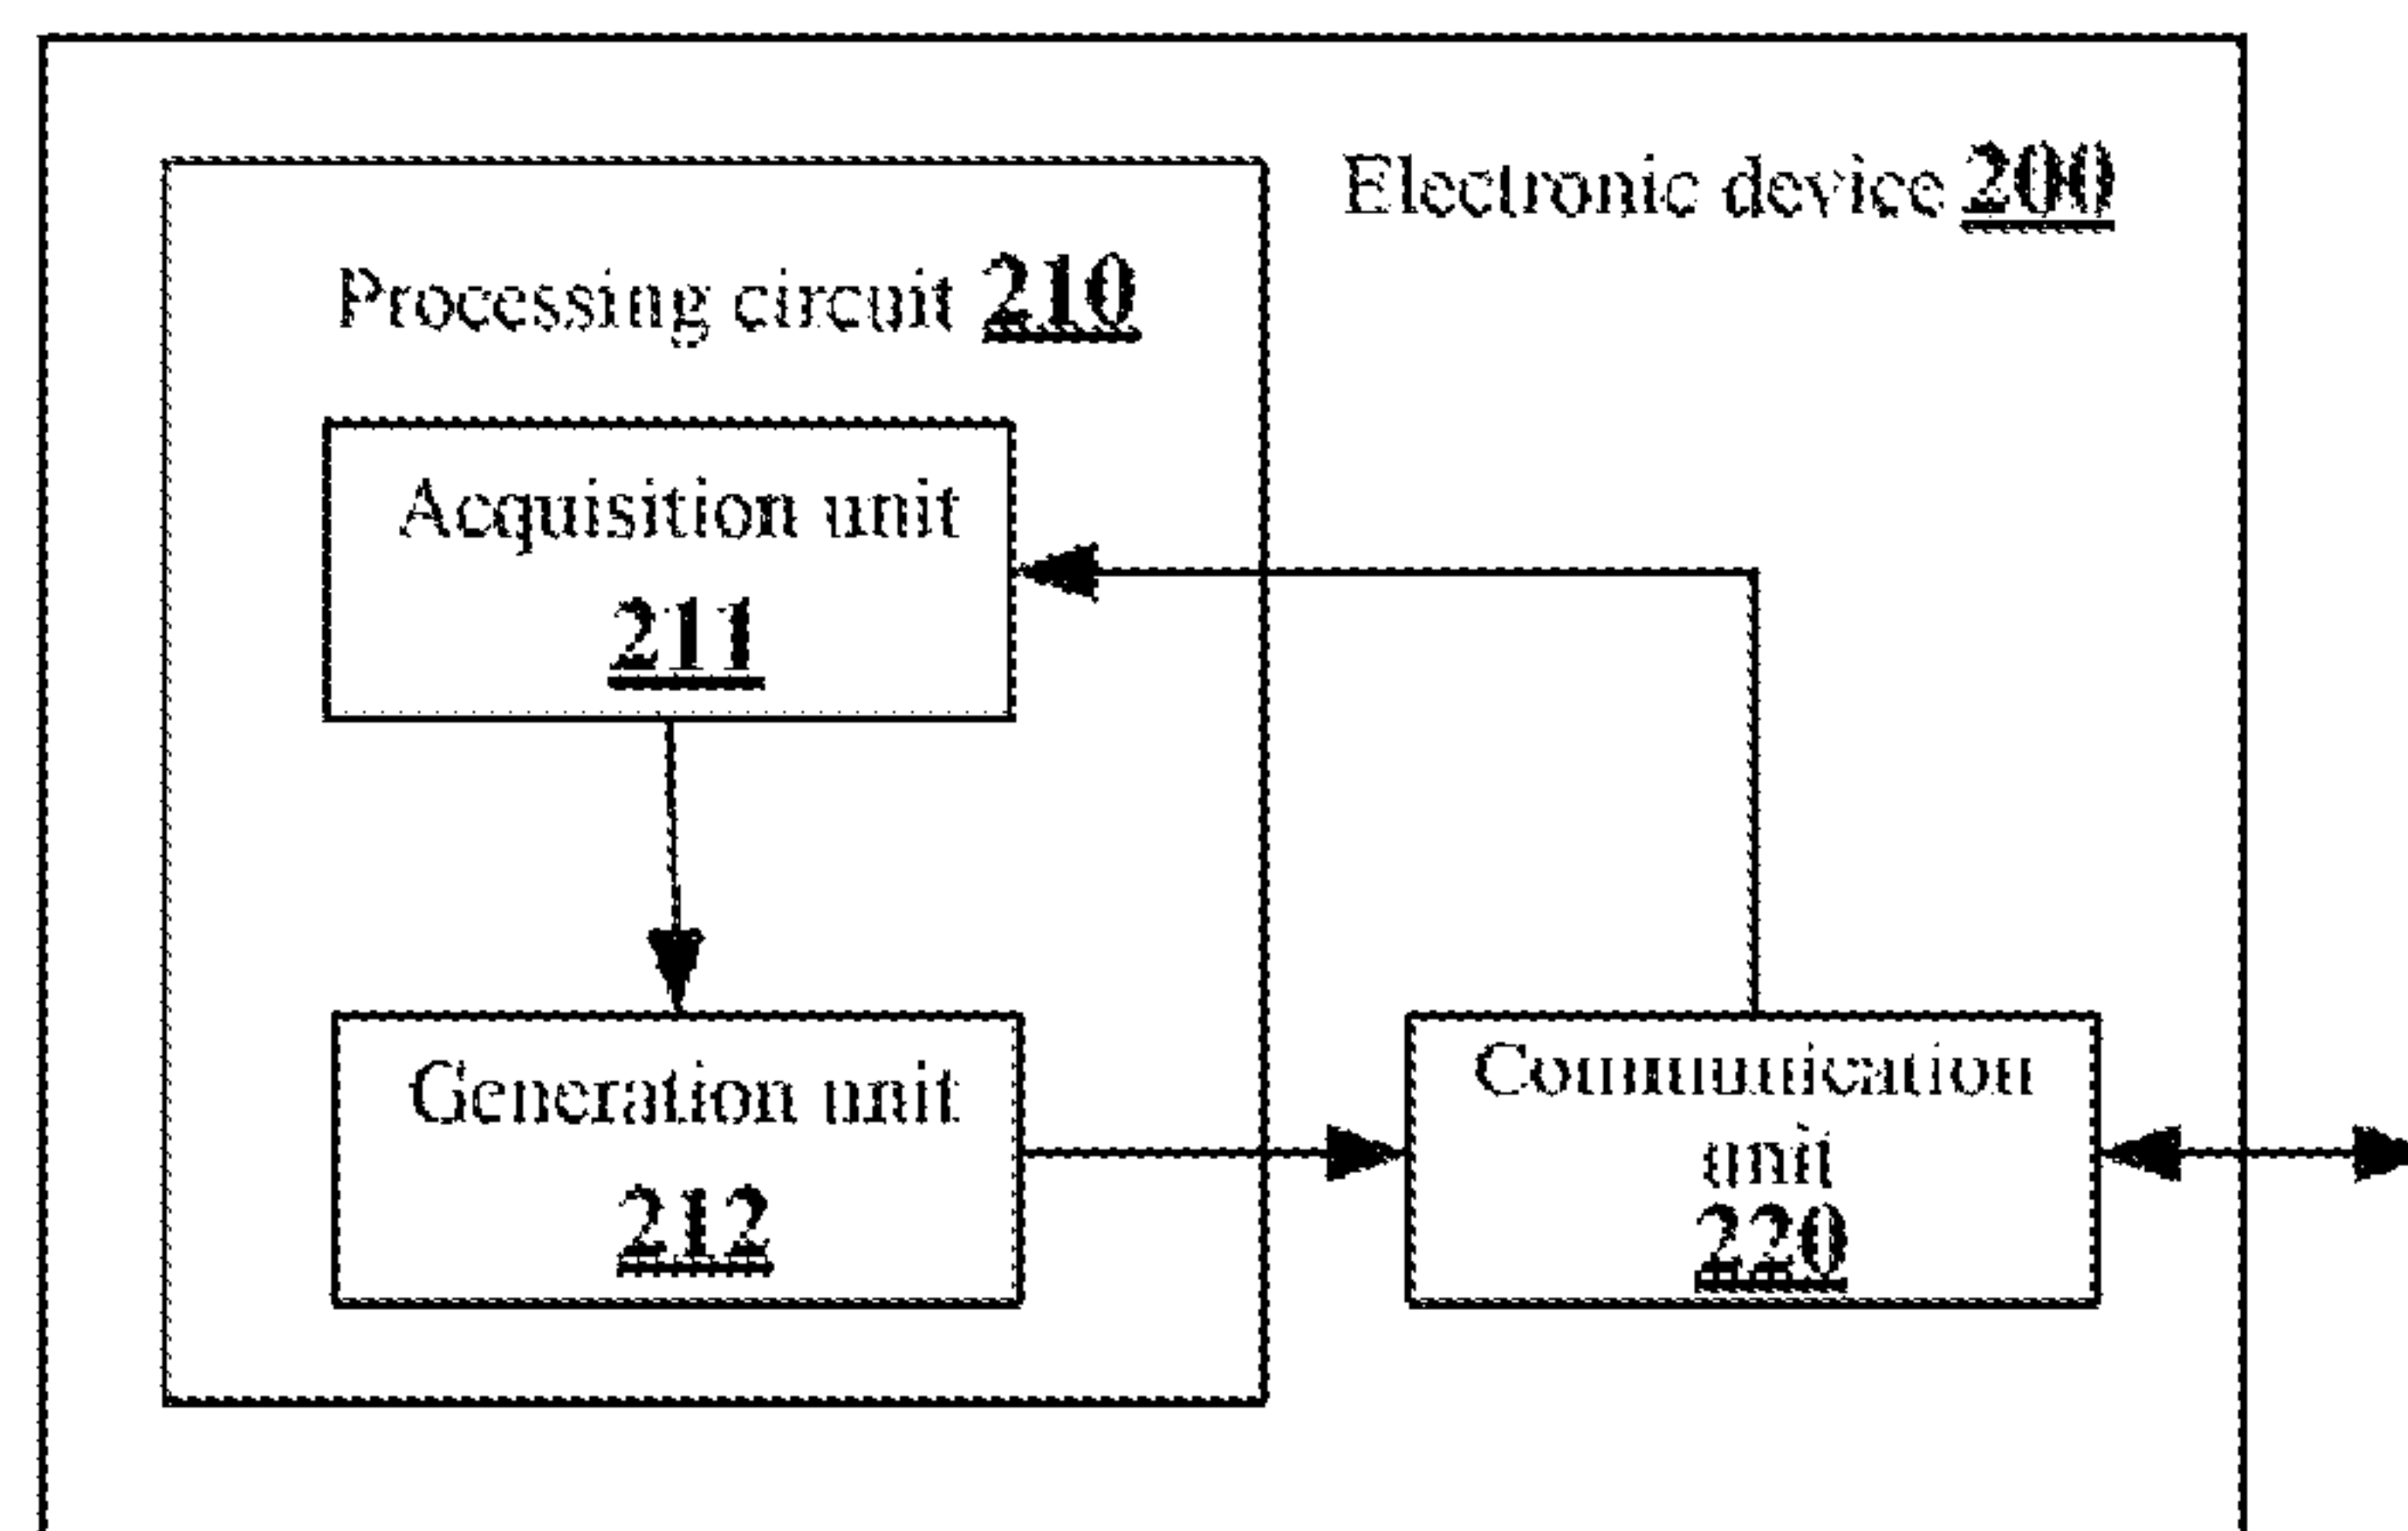 Electronic device 200
Processing circuit 210
Acquisition unit
211
Generation unit
212
Communication
unit
220